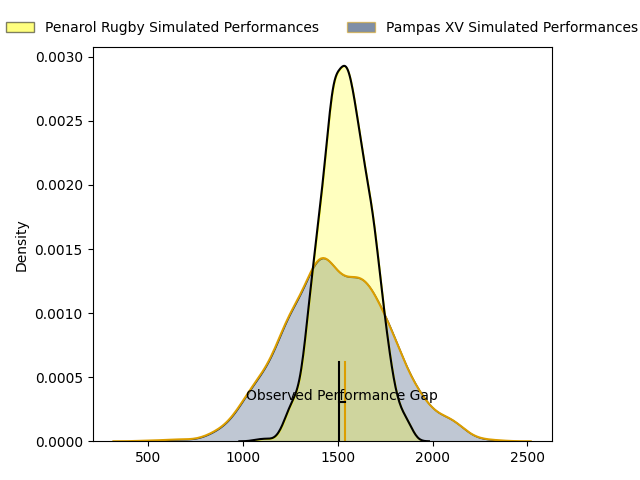 Penarol Rugby Simulated Performances
Pampas XV Simulated Performances
0.0030
0.0025
0.0020
0.0015
0.0010
0.0005
0.0000
Density
Observed Performance Gap
500 1000 1500 2000 2500